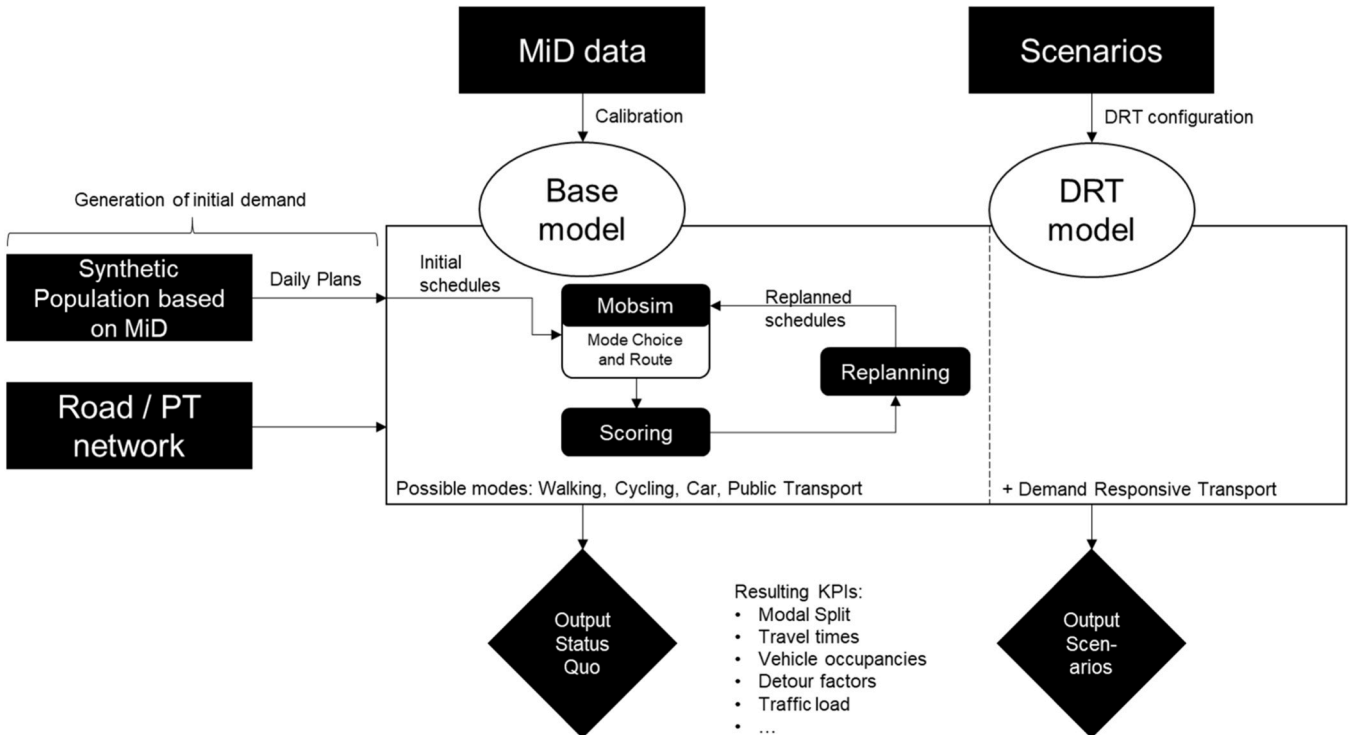 MiD data
Scenarios
Calibration
DRT configuration
Base
model
DRT
model
Generation of initial demand
Synthetic
Population based
on MiD
Daily Plans
Initial
schedules
Mobsim
Mode Choice
and Route
Replanned
schedules
Replanning
Road / PT
network
Scoring
Possible modes: Walking, Cycling, Car, Public Transport
+ Demand Responsive Transport
Output
Status
Quo
Resulting KPIs:
• Modal Split
• Travel times
• Vehicle occupancies
• Detour factors
• Traffic load
• ...
Output
Scen-
arios